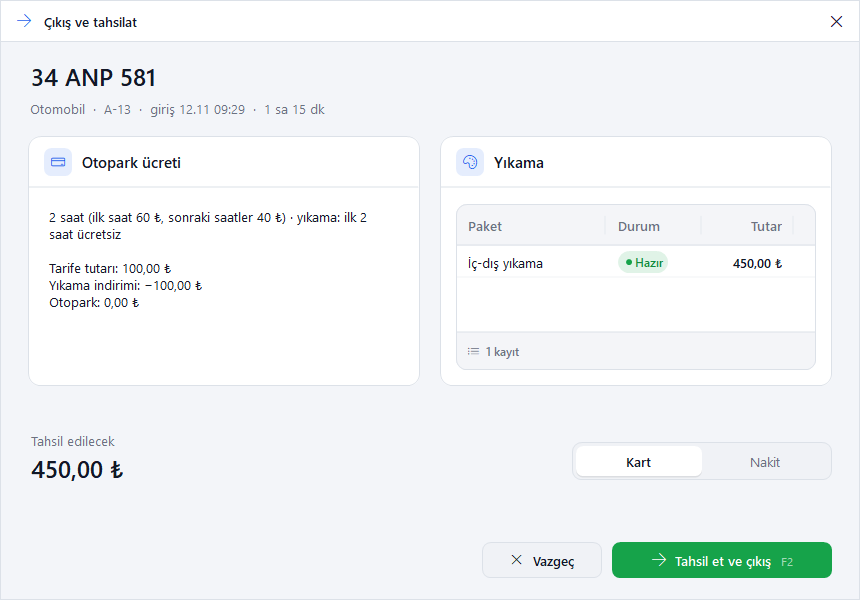 Çıkış ve tahsilat
34 ANP 581
Otomobil · A-13 · giriş 12.11 09:29 · 1 sa 15 dk
Otopark ücreti
2 saat (ilk saat 60 ₺, sonraki saatler 40 ₺) · yıkama: ilk 2
saat ücretsiz
Tarife tutarı: 100,00 ₺
Yıkama indirimi: −100,00 ₺
Otopark: 0,00 ₺
Yıkama
Paket Durum Tutar
İç-dış yıkama Hazır 450,00 ₺
1 kayıt
Tahsil edilecek
450,00 ₺
Kart Nakit
Vazgeç
Tahsil et ve çıkış F2